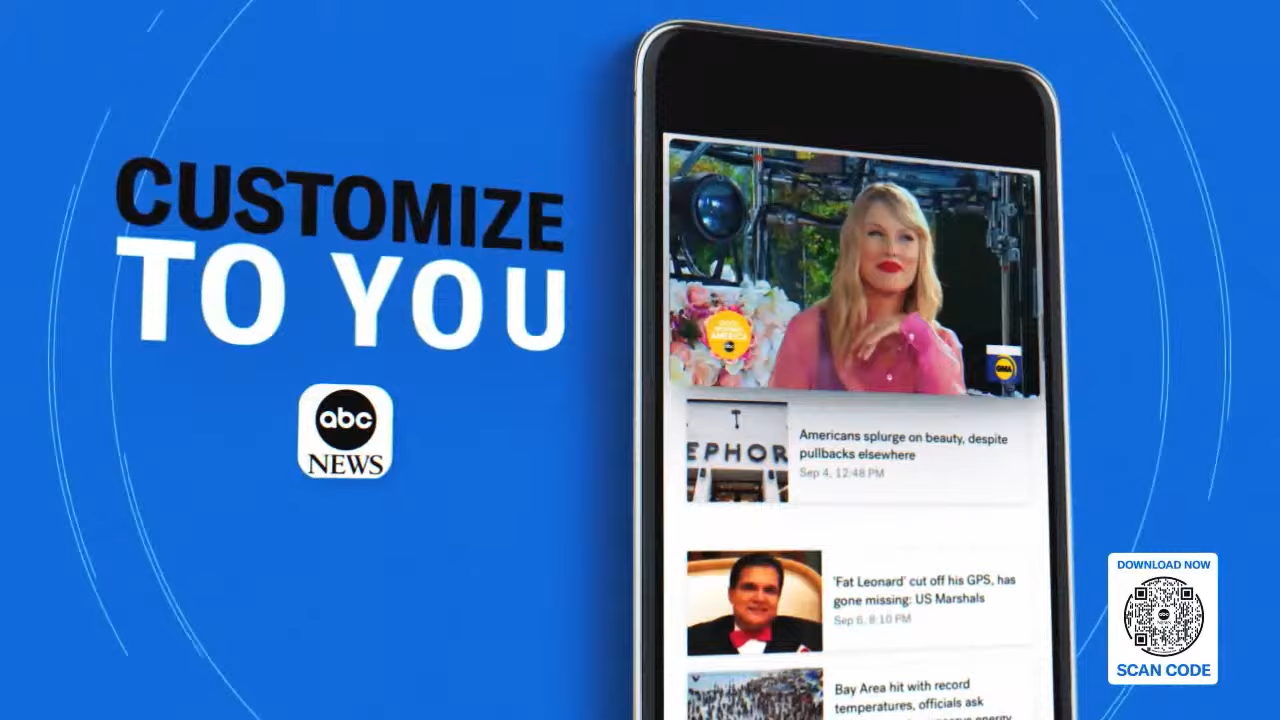 CUSTOMIZE
TO YOU
abc
NEWS
GMA
EPHOR
Americans splurge on beauty, despite
pullbacks elsewhere
Sep 4, 12:48 PM
'Fat Leonard' cut off his GPS, has
gone missing: US Marshals
Sep 6, 8:10 PM
Bay Area hit with record
temperatures, officials ask
DOWNLOAD NOW
abc
SCAN CODE